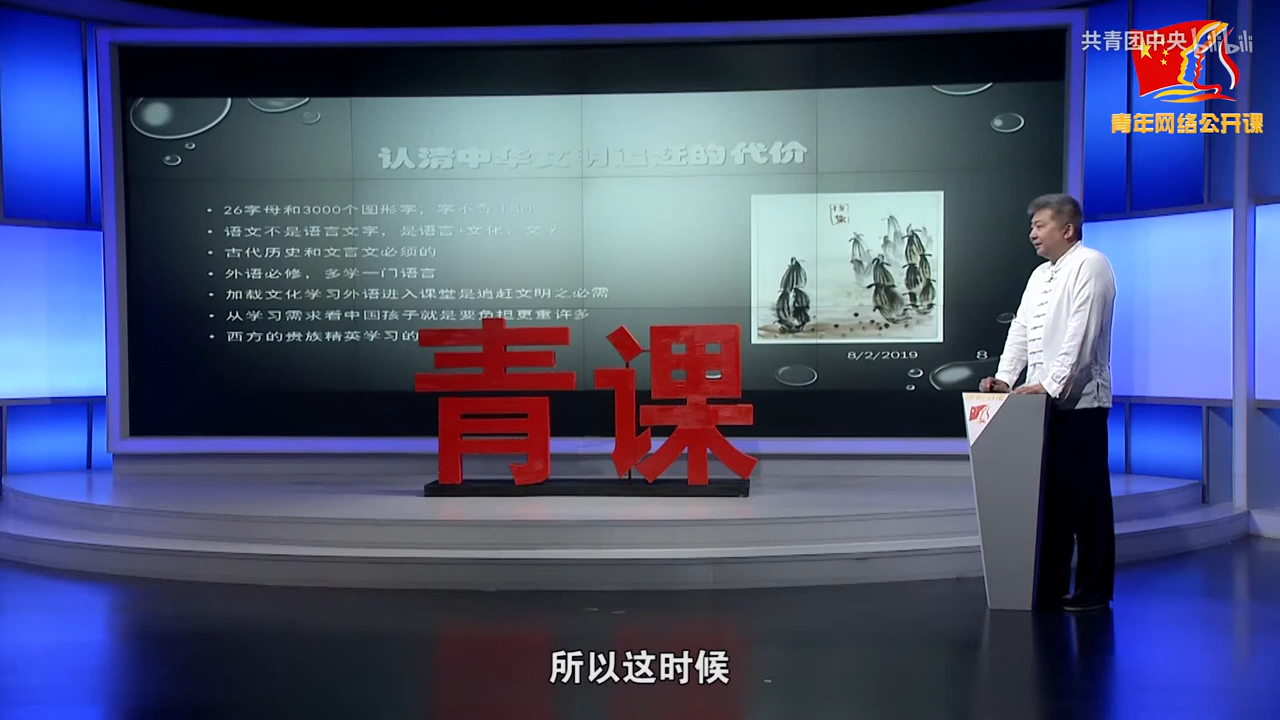 共青团中央 bilibili
青年网络公开课
认清中华文明追赶的代价
• 26字母和3000个图形字，字不等于词
• 语文不是语言文字，是语言+文化、文字
• 古代历史和文言文必须的
• 外语必修，多学一门语言
• 加载文化学习外语进入课堂是追赶文明之必需
• 从学习需求看中国孩子就是要负担更重许多
• 西方的贵族精英学习的
8/2/2019
8
青课
所以这时候